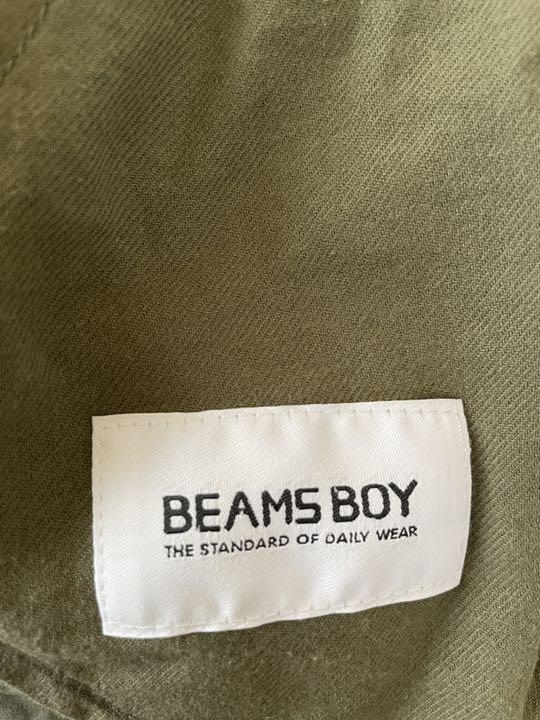 BEAMS BOY
THE STANDARD OF DAILY WEAR